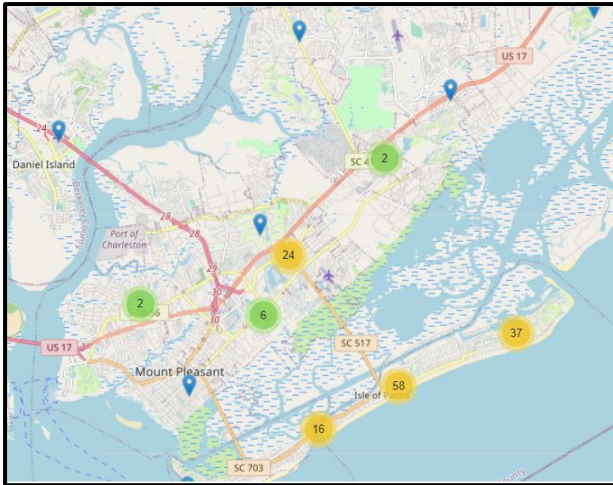 US 17
24
Daniel Island
SC 4
2
28
Port of
Charleston
28
24
29
30
2
6
30
37
US 17
SC 517
Mount Pleasant
58
Isle of Palms
16
SC 703